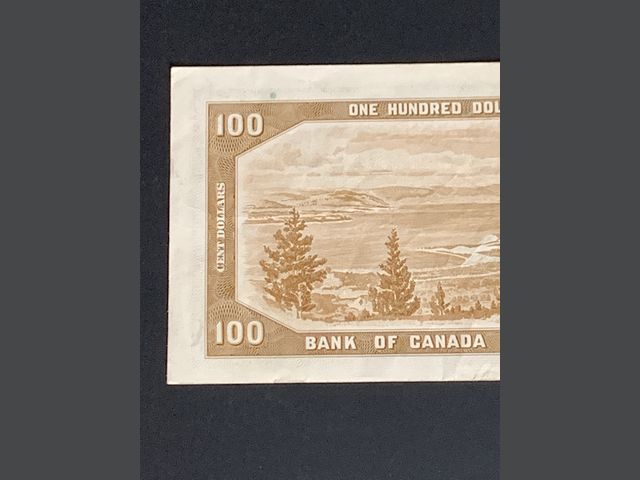 100 ONE HUNDRED DOL
CENT DOLLARS
100 BANK OF CANADA